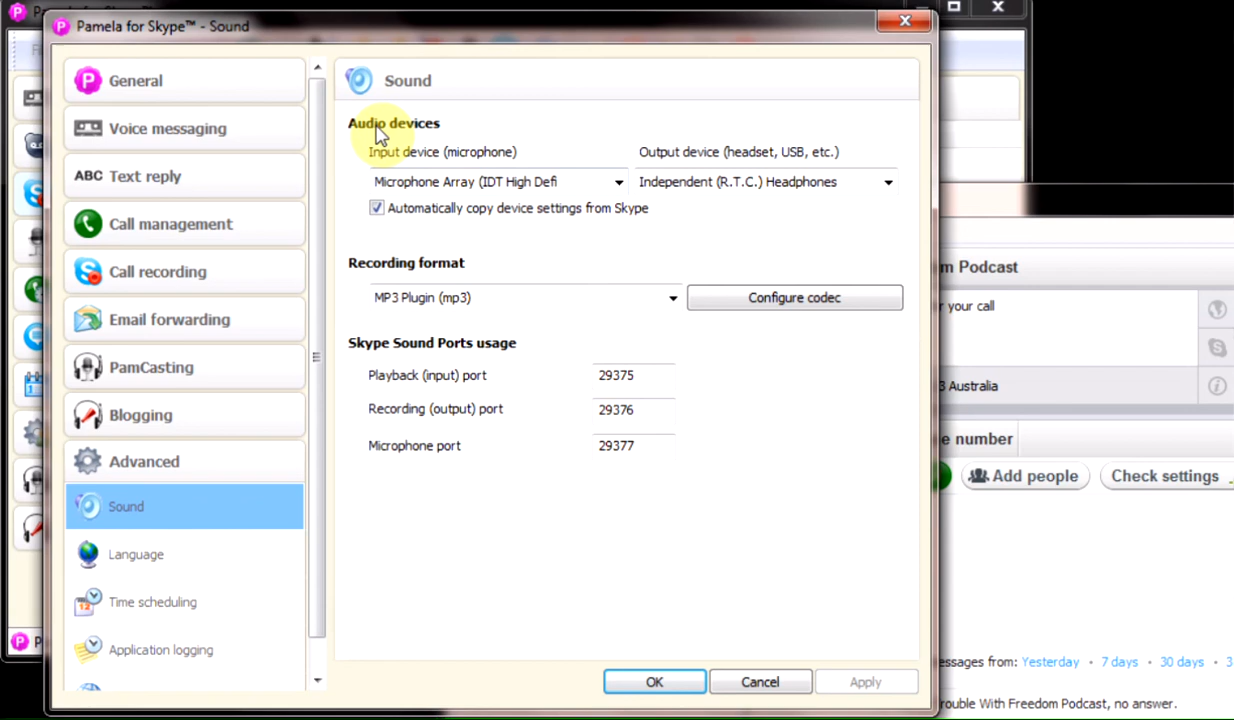 Pamela for Skype™ - Sound
General
Voice messaging
ABC Text reply
Call management
Call recording
Email forwarding
PamCasting
Blogging
Advanced
Sound
Language
Time scheduling
Application logging
Sound
Audio devices
Input device (microphone)
Output device (headset, USB, etc.)
Microphone Array (IDT High Defi
Independent (R.T.C.) Headphones
Automatically copy device settings from Skype
Recording format
MP3 Plugin (mp3)
Configure codec
Skype Sound Ports usage
Playback (input) port 29375
Recording (output) port 29376
Microphone port 29377
OK
Cancel
Apply
m Podcast
r your call
3 Australia
e number
Add people
Check settings
essages from: Yesterday • 7 days • 30 days • 3
rouble With Freedom Podcast, no answer.